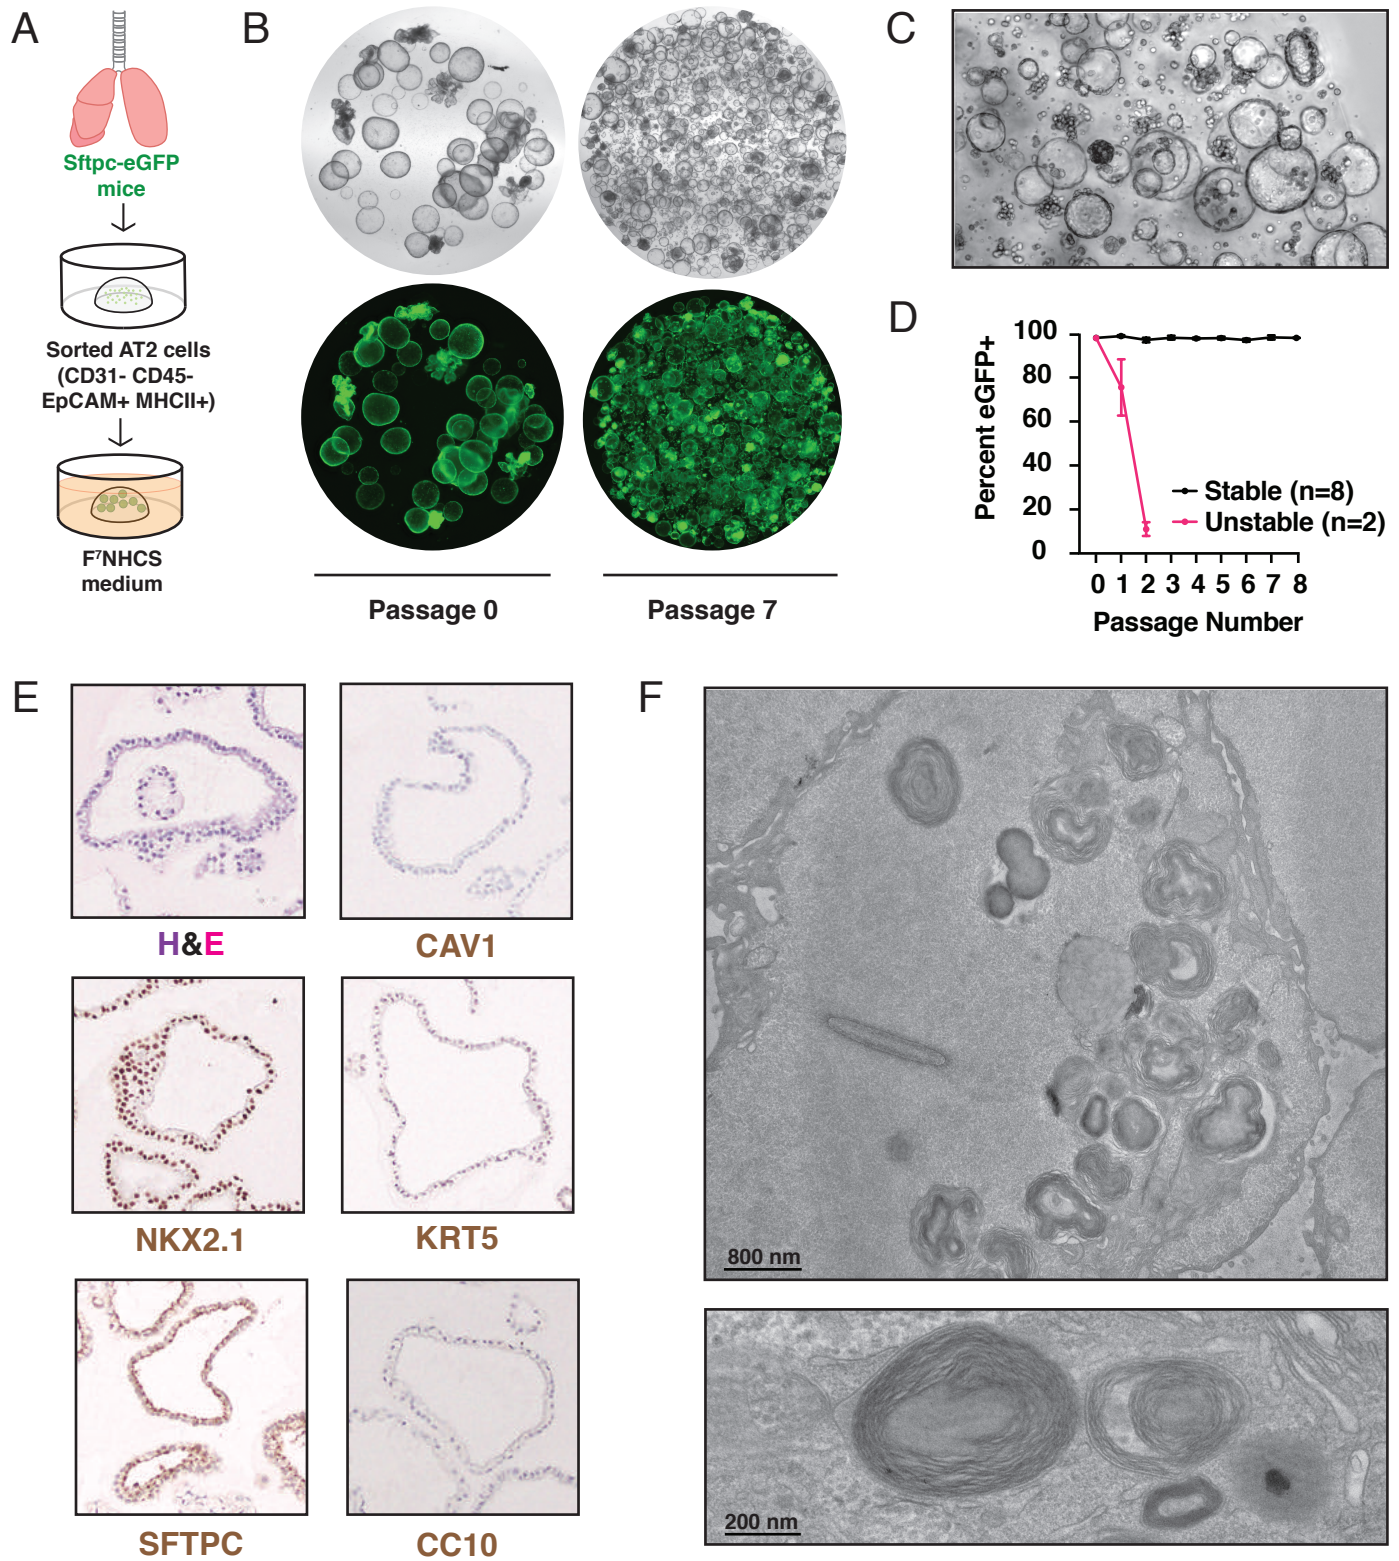 A
Sftpc-eGFP
mice
Sorted AT2 cells
(CD31- CD45-
EpCAM+ MHCII+)
F⁷NHCS
medium
B
Passage 0
Passage 7
C
D
Percent eGFP+
100
80
60
40
20
0
Stable (n=8)
Unstable (n=2)
0 1 2 3 4 5 6 7 8
Passage Number
E
H&E
CAV1
NKX2.1
KRT5
SFTPC
CC10
F
800 nm
200 nm